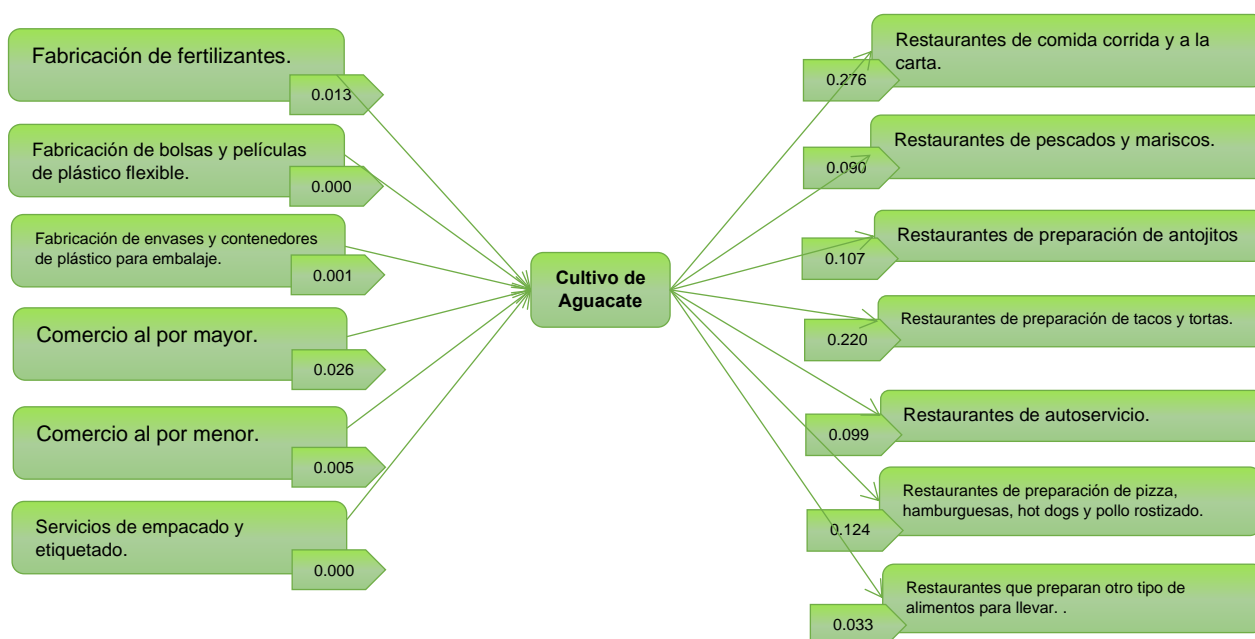 Fabricación de fertilizantes.
0.013
Fabricación de bolsas y películas
de plástico flexible.
0.000
Fabricación de envases y contenedores
de plástico para embalaje.
0.001
Comercio al por mayor.
0.026
Comercio al por menor.
0.005
Servicios de empacado y
etiquetado.
0.000
Cultivo de
Aguacate
Restaurantes de comida corrida y a la
carta.
0.276
Restaurantes de pescados y mariscos.
0.090
Restaurantes de preparación de antojitos
0.107
Restaurantes de preparación de tacos y tortas.
0.220
Restaurantes de autoservicio.
0.099
Restaurantes de preparación de pizza,
hamburguesas, hot dogs y pollo rostizado.
0.124
Restaurantes que preparan otro tipo de
alimentos para llevar. .
0.033